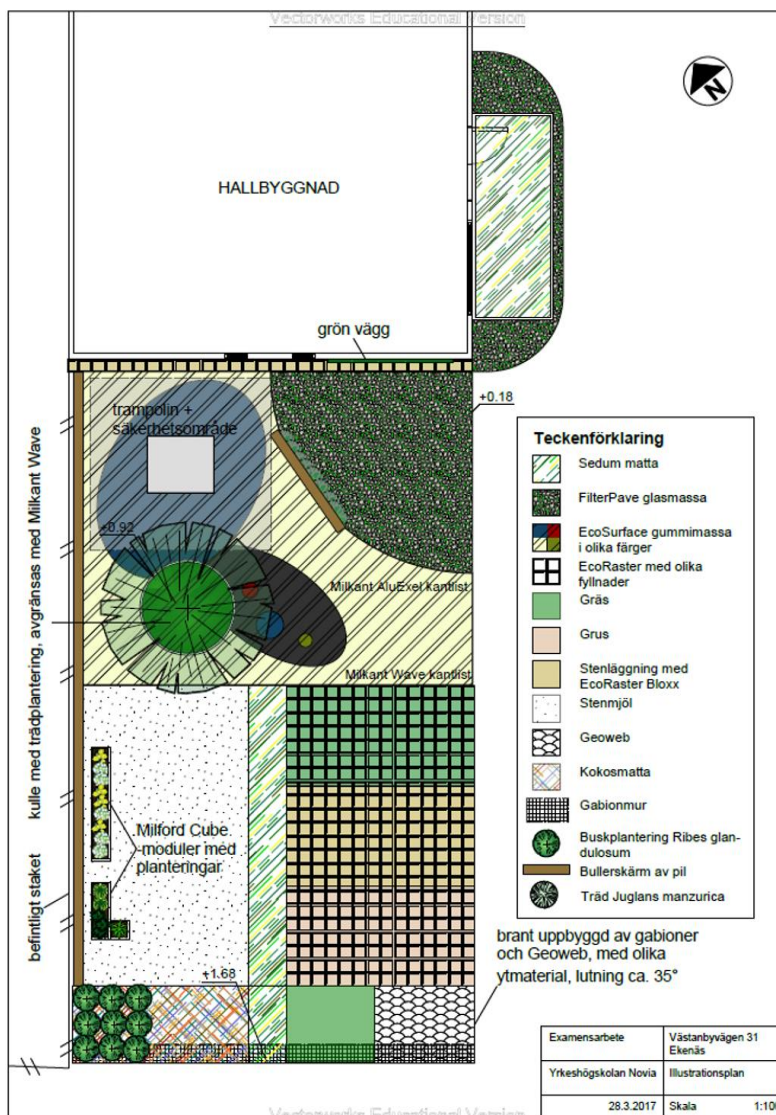 Vectorworks Educational Version
N
HALLBYGGNAD
grön vägg
trampolin +
säkerhetsområde
+0.18
+0.92
Milkant AluExel kantlist
Milkant Wave kantlist
kulle med trädplantering, avgränsas med Milkant Wave
befintligt staket
Milford Cube
-moduler med
planteringar
+1.68
Teckenförklaring
Sedum matta
FilterPave glasmassa
EcoSurface gummimassa
i olika färger
EcoRaster med olika
fyllnader
Gräs
Grus
Stenläggning med
EcoRaster Bloxx
Stenmjöl
Geoweb
Kokosmatta
Gabionmur
Buskplantering Ribes glan-
dulosum
Bullerskärm av pil
Träd Juglans manzurica
brant uppbyggd av gabioner
och Geoweb, med olika
ytmaterial, lutning ca. 35°
Examensarbete
Västanbyvägen 31
Ekenäs
Yrkeshögskolan Novia
Illustrationsplan
28.3.2017
Skala
Vectorworks Educational Version